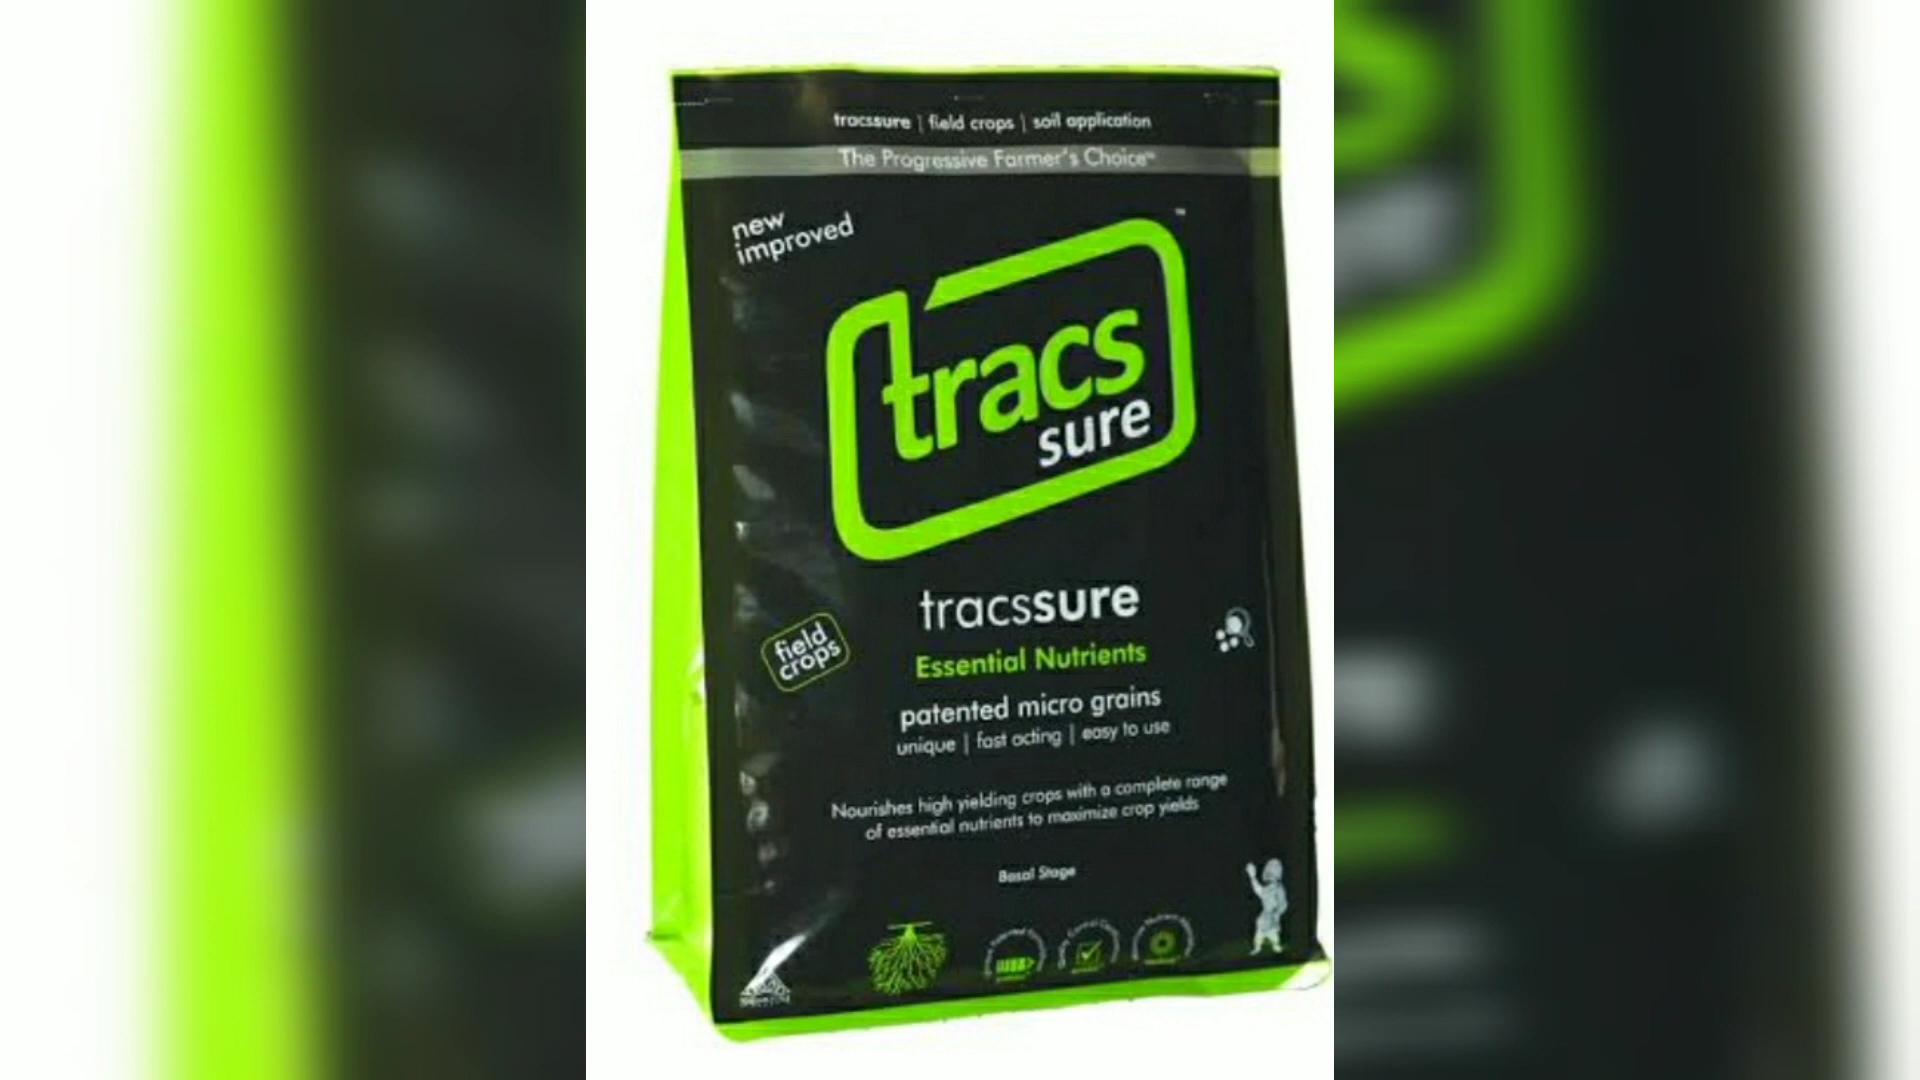 tracssure | field crops | soil application
The Progressive Farmer's Choice™
new
improved
™
tracs
sure
tracssure
field
crops
Essential Nutrients
patented micro grains
unique | fast acting | easy to use
Nourishes high yielding crops with a complete range
of essential nutrients to maximize crop yields
Basal Stage